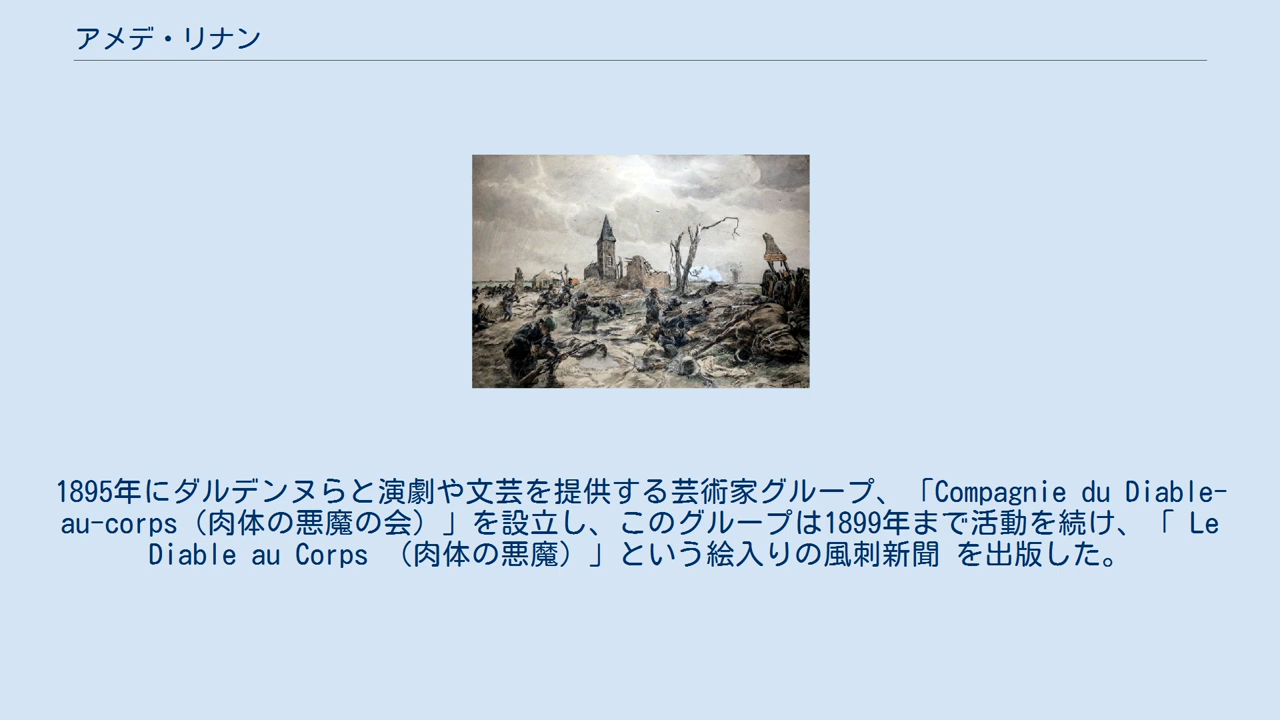 アメデ・リナン
1895年にダルデンヌらと演劇や文芸を提供する芸術家グループ、「Compagnie du Diable-
au-corps（肉体の悪魔の会）」を設立し、このグループは1899年まで活動を続け、「 Le
Diable au Corps （肉体の悪魔）」という絵入りの風刺新聞 を出版した。